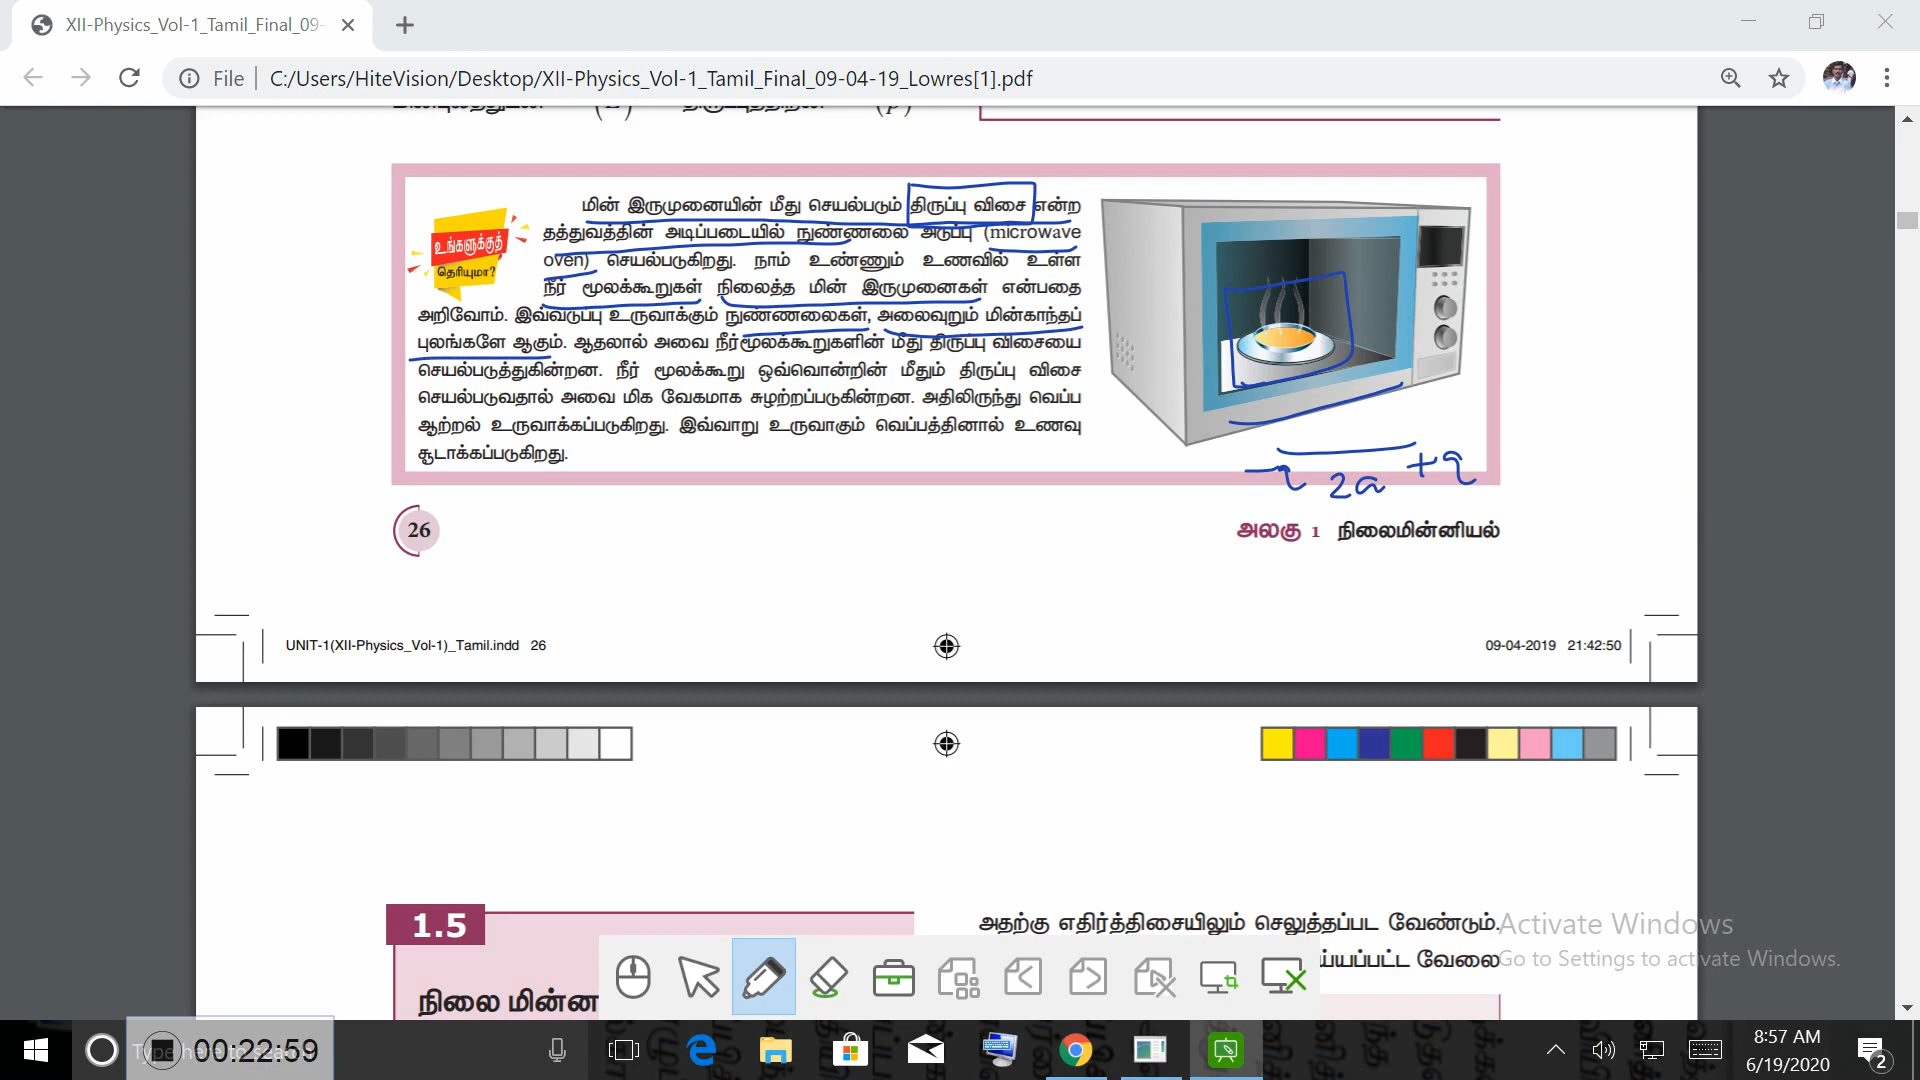 XII-Physics_Vol-1_Tamil_Final_09-
File
C:/Users/HiteVision/Desktop/XII-Physics_Vol-1_Tamil_Final_09-04-19_Lowres[1].pdf
உங்களுக்குத்
தெரியுமா?
மின் இருமுனையின் மீது செயல்படும் திருப்பு விசை என்ற
தத்துவத்தின் அடிப்படையில் நுண்ணலை அடுப்பு (microwave
oven) செயல்படுகிறது. நாம் உண்ணும் உணவில் உள்ள
நீர் மூலக்கூறுகள் நிலைத்த மின் இருமுனைகள் என்பதை
அறிவோம். இவ்வடுப்பு உருவாக்கும் நுண்ணலைகள், அலைவுறும் மின்காந்தப்
புலங்களே ஆகும். ஆதலால் அவை நீர்மூலக்கூறுகளின் மீது திருப்பு விசையை
செயல்படுத்துகின்றன. நீர் மூலக்கூறு ஒவ்வொன்றின் மீதும் திருப்பு விசை
செயல்படுவதால் அவை மிக வேகமாக சுழற்றப்படுகின்றன. அதிலிருந்து வெப்ப
ஆற்றல் உருவாக்கப்படுகிறது. இவ்வாறு உருவாகும் வெப்பத்தினால் உணவு
சூடாக்கப்படுகிறது.
-q 2a +q
26
அலகு 1 நிலைமின்னியல்
UNIT-1(XII-Physics_Vol-1)_Tamil.indd 26
09-04-2019 21:42:50
1.5
நிலை மின்ன
அதற்கு எதிர்த்திசையிலும் செலுத்தப்பட வேண்டும்.
ய்யப்பட்ட வேலை
Activate Windows
Go to Settings to activate Windows.
00:22:59
8:57 AM
6/19/2020
2